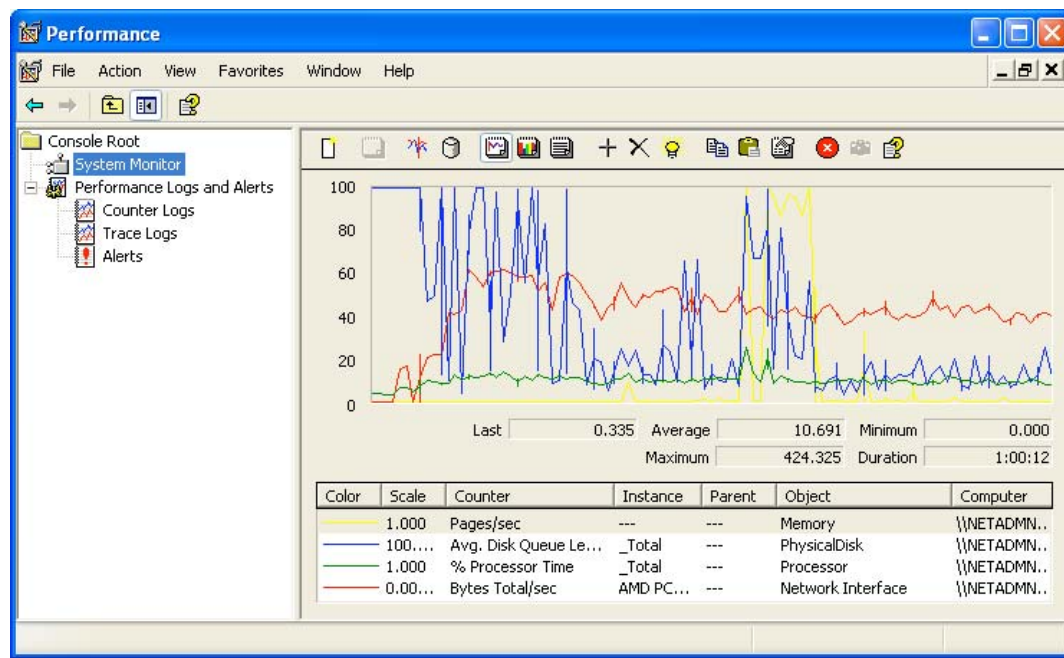 Performance
File Action View Favorites Window Help
Console Root
System Monitor
Performance Logs and Alerts
Counter Logs
Trace Logs
Alerts
100
80
60
40
20
0
Last 0.335 Average 10.691 Minimum 0.000
Maximum 424.325 Duration 1:00:12
Color Scale Counter Instance Parent Object Computer
1.000 Pages/sec --- --- Memory \\NETADMN..
100.... Avg. Disk Queue Le... _Total --- PhysicalDisk \\NETADMN..
1.000 % Processor Time _Total --- Processor \\NETADMN..
0.00... Bytes Total/sec AMD PC... --- Network Interface \\NETADMN..